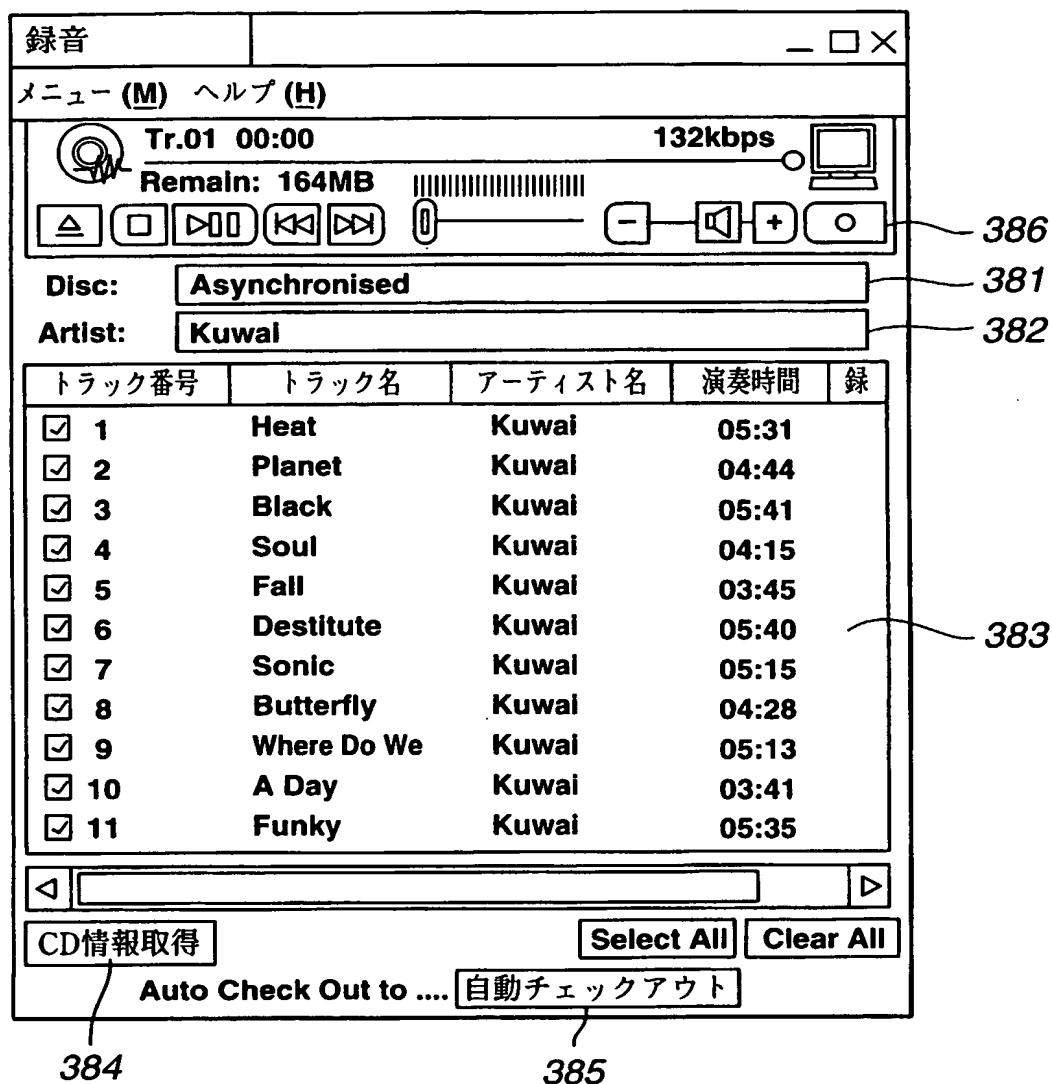 録音
メニュー (M) ヘルプ (H)
Tr.01 00:00 132kbps
Remain: 164MB
386
Disc: Asynchronised 381
Artist: Kuwai 382
トラック番号 トラック名 アーティスト名 演奏時間 録
1 Heat Kuwai 05:31
2 Planet Kuwai 04:44
3 Black Kuwai 05:41
4 Soul Kuwai 04:15
5 Fall Kuwai 03:45
6 Destitute Kuwai 05:40 383
7 Sonic Kuwai 05:15
8 Butterfly Kuwai 04:28
9 Where Do We Kuwai 05:13
10 A Day Kuwai 03:41
11 Funky Kuwai 05:35
CD情報取得 Select All Clear All
Auto Check Out to .... 自動チェックアウト
384 385